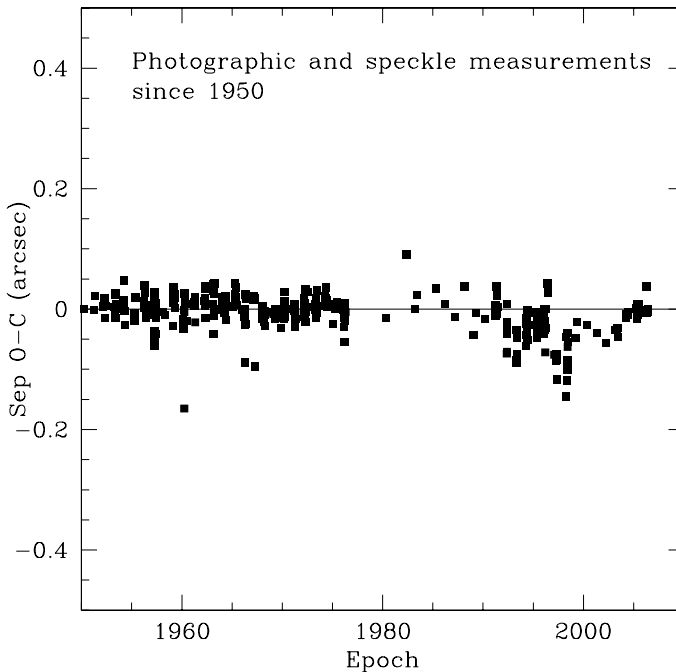 Photographic and speckle measurements
since 1950
Sep O−C (arcsec)
0.4
0.2
0
−0.2
−0.4
1960
1980
2000
Epoch